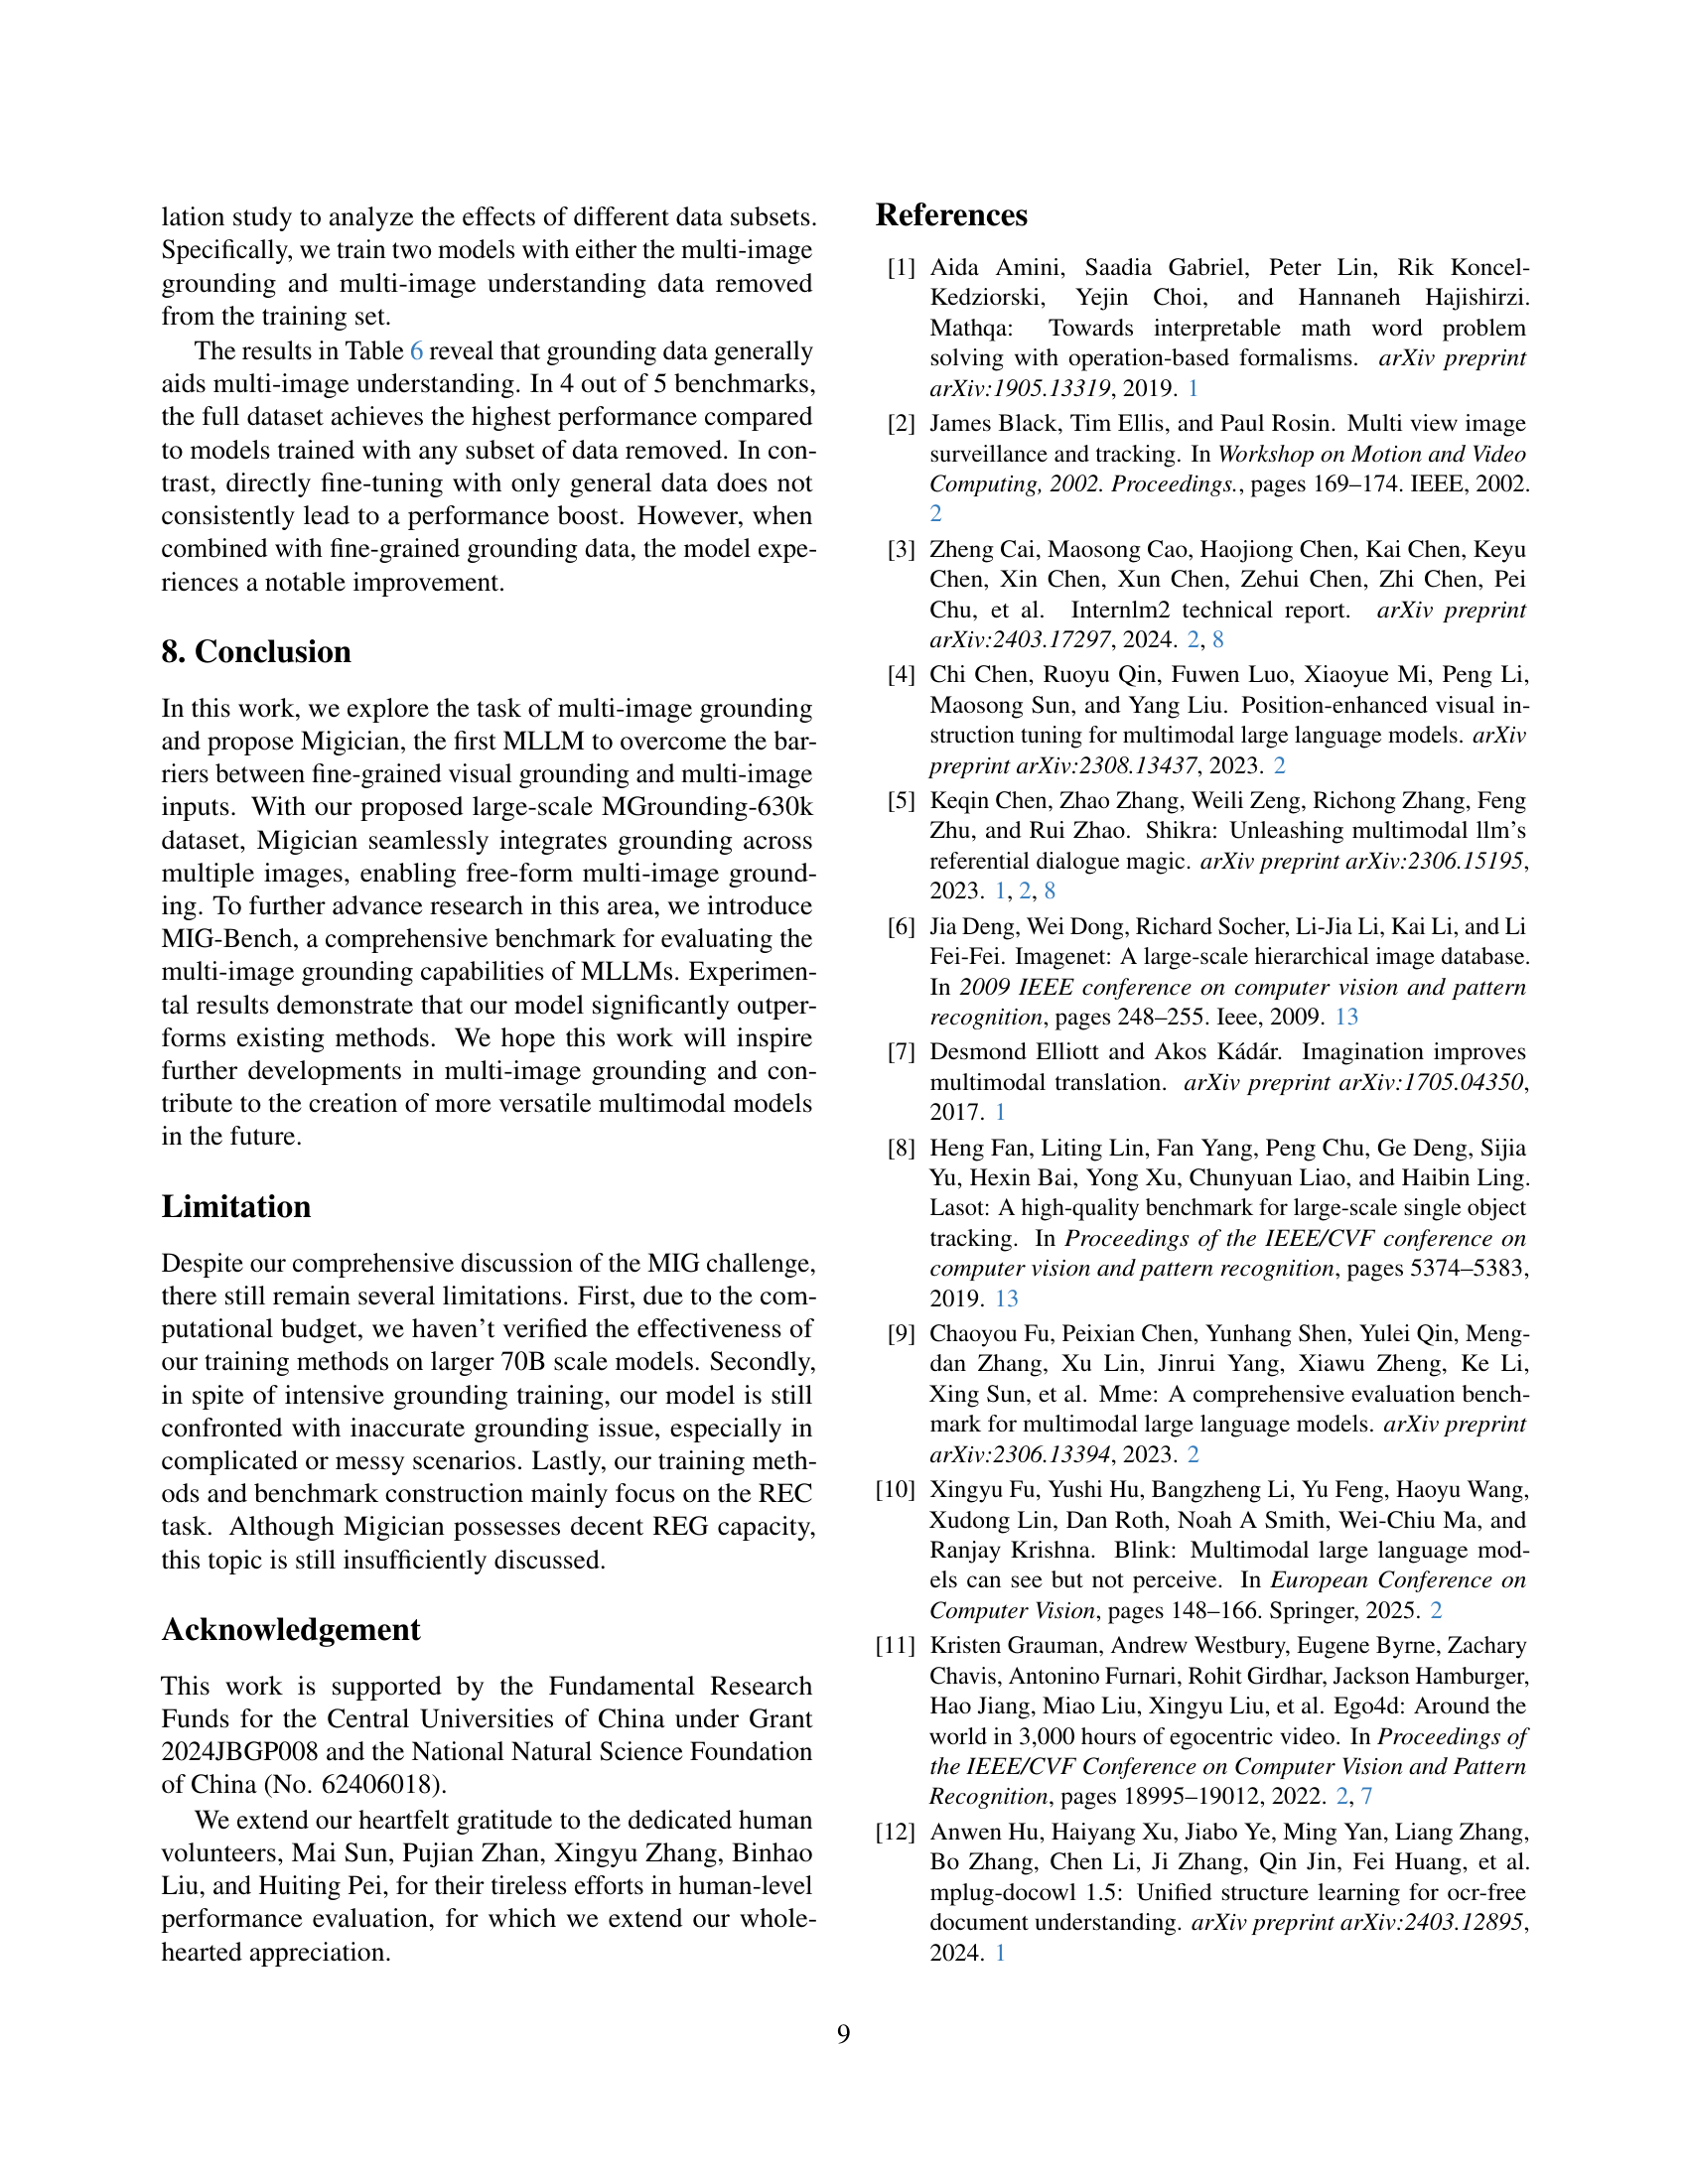 lation study to analyze the effects of different data subsets.
Specifically, we train two models with either the multi-image
grounding and multi-image understanding data removed
from the training set.
The results in Table 6 reveal that grounding data generally
aids multi-image understanding. In 4 out of 5 benchmarks,
the full dataset achieves the highest performance compared
to models trained with any subset of data removed. In con-
trast, directly fine-tuning with only general data does not
consistently lead to a performance boost. However, when
combined with fine-grained grounding data, the model expe-
riences a notable improvement.
8. Conclusion
In this work, we explore the task of multi-image grounding
and propose Migician, the first MLLM to overcome the bar-
riers between fine-grained visual grounding and multi-image
inputs. With our proposed large-scale MGrounding-630k
dataset, Migician seamlessly integrates grounding across
multiple images, enabling free-form multi-image ground-
ing. To further advance research in this area, we introduce
MIG-Bench, a comprehensive benchmark for evaluating the
multi-image grounding capabilities of MLLMs. Experimen-
tal results demonstrate that our model significantly outper-
forms existing methods. We hope this work will inspire
further developments in multi-image grounding and con-
tribute to the creation of more versatile multimodal models
in the future.
Limitation
Despite our comprehensive discussion of the MIG challenge,
there still remain several limitations. First, due to the com-
putational budget, we haven't verified the effectiveness of
our training methods on larger 70B scale models. Secondly,
in spite of intensive grounding training, our model is still
confronted with inaccurate grounding issue, especially in
complicated or messy scenarios. Lastly, our training meth-
ods and benchmark construction mainly focus on the REC
task. Although Migician possesses decent REG capacity,
this topic is still insufficiently discussed.
Acknowledgement
This work is supported by the Fundamental Research
Funds for the Central Universities of China under Grant
2024JBGP008 and the National Natural Science Foundation
of China (No. 62406018).
We extend our heartfelt gratitude to the dedicated human
volunteers, Mai Sun, Pujian Zhan, Xingyu Zhang, Binhao
Liu, and Huiting Pei, for their tireless efforts in human-level
performance evaluation, for which we extend our whole-
hearted appreciation.
References
[1] Aida Amini, Saadia Gabriel, Peter Lin, Rik Koncel-
Kedziorski, Yejin Choi, and Hannaneh Hajishirzi.
Mathqa: Towards interpretable math word problem
solving with operation-based formalisms. arXiv preprint
arXiv:1905.13319, 2019. 1
[2] James Black, Tim Ellis, and Paul Rosin. Multi view image
surveillance and tracking. In Workshop on Motion and Video
Computing, 2002. Proceedings., pages 169–174. IEEE, 2002.
2
[3] Zheng Cai, Maosong Cao, Haojiong Chen, Kai Chen, Keyu
Chen, Xin Chen, Xun Chen, Zehui Chen, Zhi Chen, Pei
Chu, et al. Internlm2 technical report. arXiv preprint
arXiv:2403.17297, 2024. 2, 8
[4] Chi Chen, Ruoyu Qin, Fuwen Luo, Xiaoyue Mi, Peng Li,
Maosong Sun, and Yang Liu. Position-enhanced visual in-
struction tuning for multimodal large language models. arXiv
preprint arXiv:2308.13437, 2023. 2
[5] Keqin Chen, Zhao Zhang, Weili Zeng, Richong Zhang, Feng
Zhu, and Rui Zhao. Shikra: Unleashing multimodal llm's
referential dialogue magic. arXiv preprint arXiv:2306.15195,
2023. 1, 2, 8
[6] Jia Deng, Wei Dong, Richard Socher, Li-Jia Li, Kai Li, and Li
Fei-Fei. Imagenet: A large-scale hierarchical image database.
In 2009 IEEE conference on computer vision and pattern
recognition, pages 248–255. Ieee, 2009. 13
[7] Desmond Elliott and Akos Kádár. Imagination improves
multimodal translation. arXiv preprint arXiv:1705.04350,
2017. 1
[8] Heng Fan, Liting Lin, Fan Yang, Peng Chu, Ge Deng, Sijia
Yu, Hexin Bai, Yong Xu, Chunyuan Liao, and Haibin Ling.
Lasot: A high-quality benchmark for large-scale single object
tracking. In Proceedings of the IEEE/CVF conference on
computer vision and pattern recognition, pages 5374–5383,
2019. 13
[9] Chaoyou Fu, Peixian Chen, Yunhang Shen, Yulei Qin, Meng-
dan Zhang, Xu Lin, Jinrui Yang, Xiawu Zheng, Ke Li,
Xing Sun, et al. Mme: A comprehensive evaluation bench-
mark for multimodal large language models. arXiv preprint
arXiv:2306.13394, 2023. 2
[10] Xingyu Fu, Yushi Hu, Bangzheng Li, Yu Feng, Haoyu Wang,
Xudong Lin, Dan Roth, Noah A Smith, Wei-Chiu Ma, and
Ranjay Krishna. Blink: Multimodal large language mod-
els can see but not perceive. In European Conference on
Computer Vision, pages 148–166. Springer, 2025. 2
[11] Kristen Grauman, Andrew Westbury, Eugene Byrne, Zachary
Chavis, Antonino Furnari, Rohit Girdhar, Jackson Hamburger,
Hao Jiang, Miao Liu, Xingyu Liu, et al. Ego4d: Around the
world in 3,000 hours of egocentric video. In Proceedings of
the IEEE/CVF Conference on Computer Vision and Pattern
Recognition, pages 18995–19012, 2022. 2, 7
[12] Anwen Hu, Haiyang Xu, Jiabo Ye, Ming Yan, Liang Zhang,
Bo Zhang, Chen Li, Ji Zhang, Qin Jin, Fei Huang, et al.
mplug-docowl 1.5: Unified structure learning for ocr-free
document understanding. arXiv preprint arXiv:2403.12895,
2024. 1
9